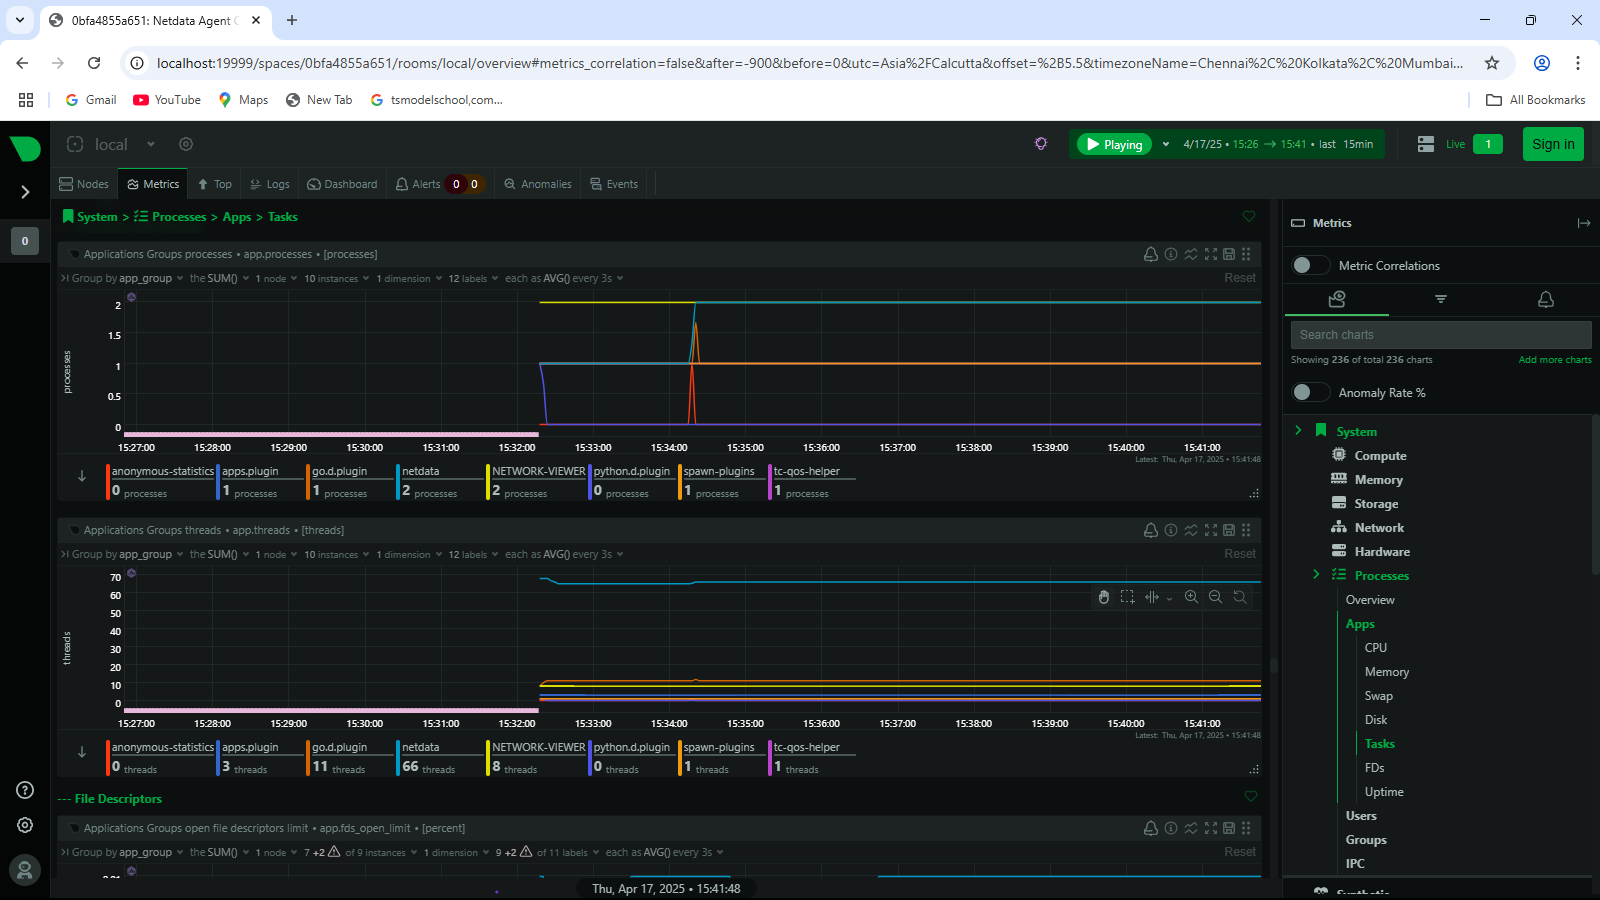 0bfa4855a651: Netdata Agent C
localhost:19999/spaces/0bfa4855a651/rooms/local/overview#metrics_correlation=false&after=-900&before=0&utc=Asia%2FCalcutta&offset=%2B5.5&timezoneName=Chennai%2C%20Kolkata%2C%20Mumbai...
Gmail YouTube Maps New Tab tsmodelschool,com... All Bookmarks
local Playing 4/17/25 • 15:26 → 15:41 • last 15min Live 1 Sign in
Nodes Metrics Top Logs Dashboard Alerts 0 0 Anomalies Events
0
System > Processes > Apps > Tasks
Applications Groups processes • app.processes • [processes]
Group by app_group the SUM() 1 node 10 instances 1 dimension 12 labels each as AVG() every 3s Reset
processes
2
1.5
1
0.5
0
15:27:00 15:28:00 15:29:00 15:30:00 15:31:00 15:32:00 15:33:00 15:34:00 15:35:00 15:36:00 15:37:00 15:38:00 15:39:00 15:40:00 15:41:00
Latest: Thu, Apr 17, 2025 • 15:41:48
anonymous-statistics apps.plugin go.d.plugin netdata NETWORK-VIEWER python.d.plugin spawn-plugins tc-qos-helper
0 processes 1 processes 1 processes 2 processes 2 processes 0 processes 1 processes 1 processes
Applications Groups threads • app.threads • [threads]
Group by app_group the SUM() 1 node 10 instances 1 dimension 12 labels each as AVG() every 3s Reset
threads
70
60
50
40
30
20
10
0
15:27:00 15:28:00 15:29:00 15:30:00 15:31:00 15:32:00 15:33:00 15:34:00 15:35:00 15:36:00 15:37:00 15:38:00 15:39:00 15:40:00 15:41:00
Latest: Thu, Apr 17, 2025 • 15:41:48
anonymous-statistics apps.plugin go.d.plugin netdata NETWORK-VIEWER python.d.plugin spawn-plugins tc-qos-helper
0 threads 3 threads 11 threads 66 threads 8 threads 0 threads 1 threads 1 threads
--- File Descriptors
Applications Groups open file descriptors limit • app.fds_open_limit • [percent]
Group by app_group the SUM() 1 node 7 +2 of 9 instances 1 dimension 9 +2 of 11 labels each as AVG() every 3s Reset
Thu, Apr 17, 2025 • 15:41:48
Metrics
Metric Correlations
Search charts
Showing 236 of total 236 charts Add more charts
Anomaly Rate %
System
Compute
Memory
Storage
Network
Hardware
Processes
Overview
Apps
CPU
Memory
Swap
Disk
Tasks
FDs
Uptime
Users
Groups
IPC